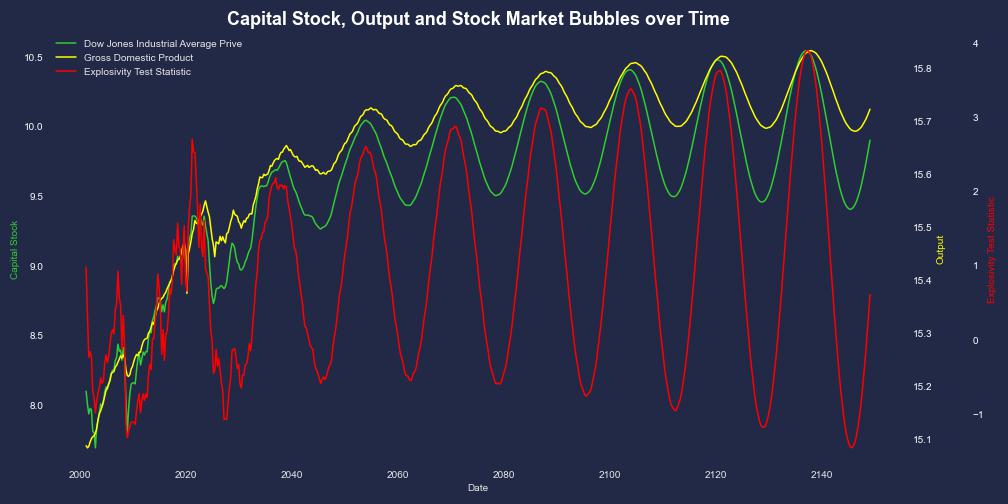 Capital Stock, Output and Stock Market Bubbles over Time
Dow Jones Industrial Average Prive
Gross Domestic Product
Explosivity Test Statistic
10.5
10.0
9.5
9.0
8.5
8.0
Capital Stock
15.8
15.7
15.6
15.5
15.4
15.3
15.2
15.1
Output
4
3
2
1
0
−1
Explosivity Test Statistic
2000 2020 2040 2060 2080 2100 2120 2140
Date